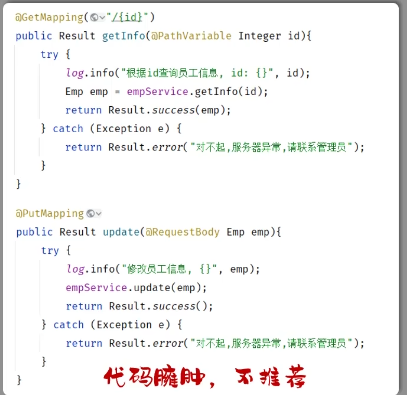 @GetMapping("/{id}")
public Result getInfo(@PathVariable Integer id){
    try {
        log.info("根据id查询员工信息, id: {}", id);
        Emp emp = empService.getInfo(id);
        return Result.success(emp);
    } catch (Exception e) {
        return Result.error("对不起,服务器异常,请联系管理员");
    }
}
@PutMapping
public Result update(@RequestBody Emp emp){
    try {
        log.info("修改员工信息, {}", emp);
        empService.update(emp);
        return Result.success();
    } catch (Exception e) {
        return Result.error("对不起,服务器异常,请联系管理员");
    }
}
代码臃肿，不推荐